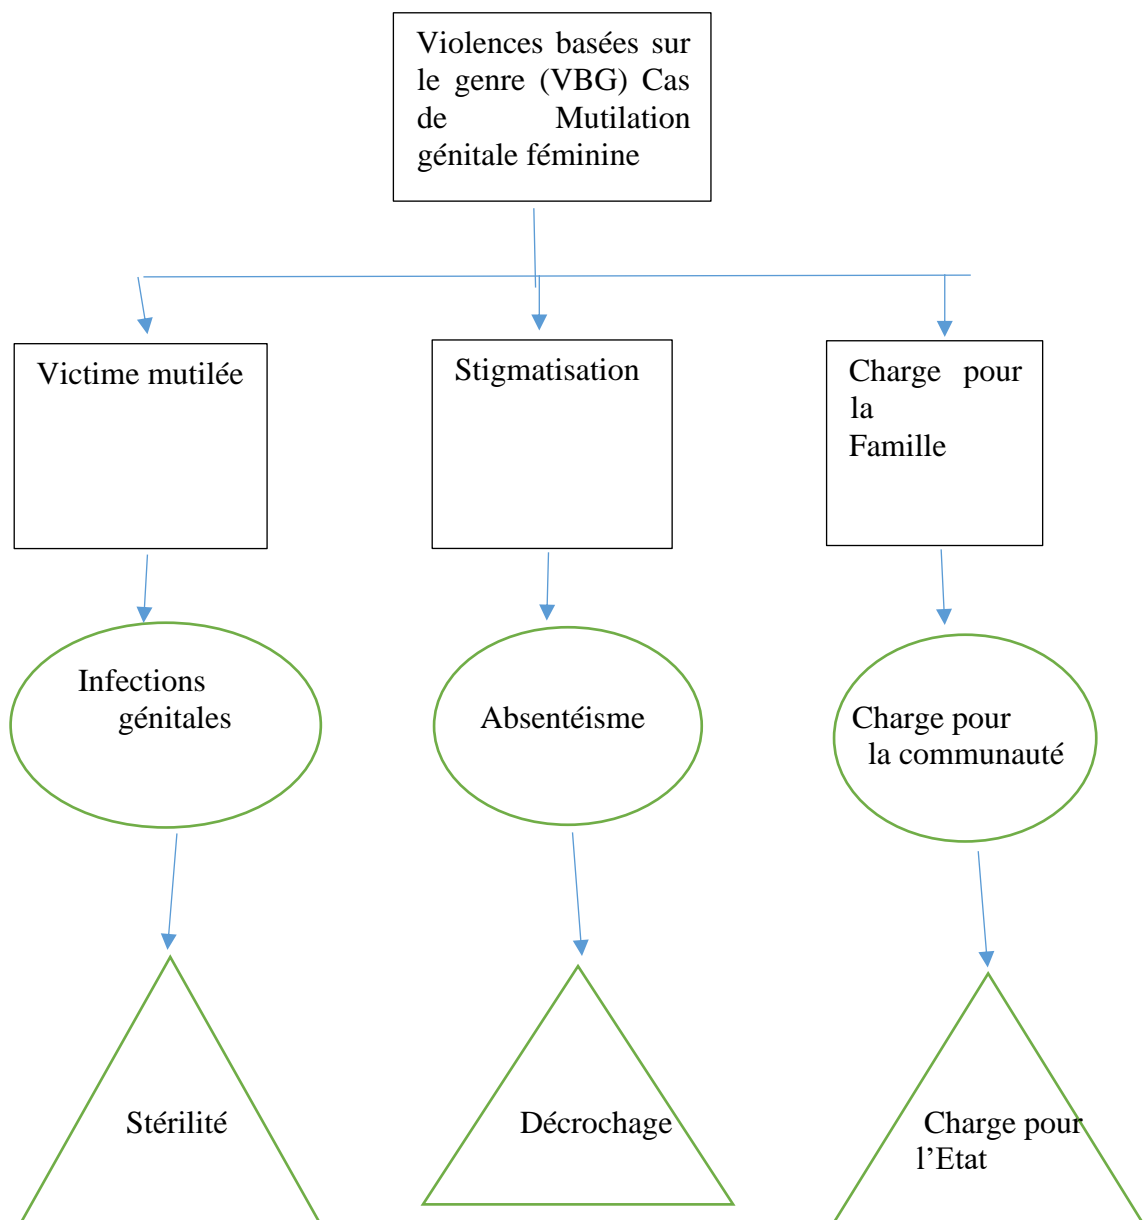 Violences basées sur
le genre (VBG) Cas
de Mutilation
génitale féminine
Victime mutilée
Stigmatisation
Charge pour
la
Famille
Infections
génitales
Absentéisme
Charge pour
la communauté
Stérilité
Décrochage
Charge pour
l’Etat